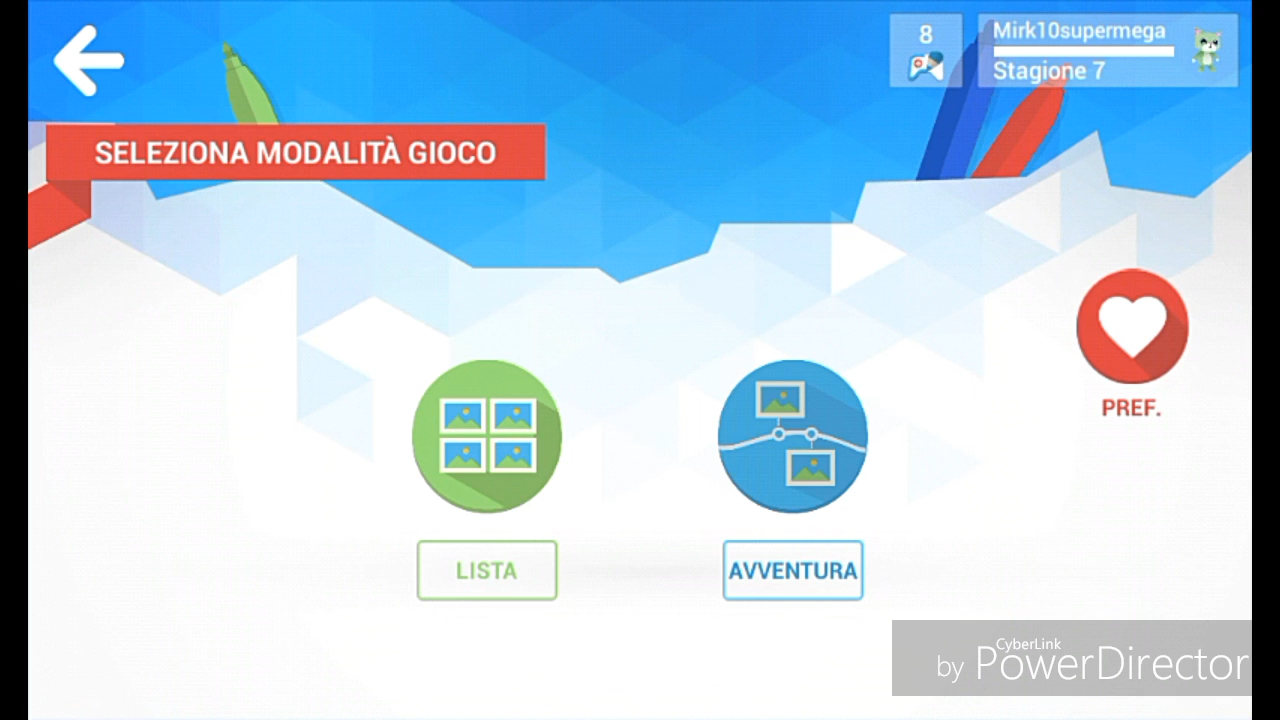 8
Mirk10supermega
Stagione 7
SELEZIONA MODALITÀ GIOCO
PREF.
LISTA
AVVENTURA
CyberLink
by PowerDirector